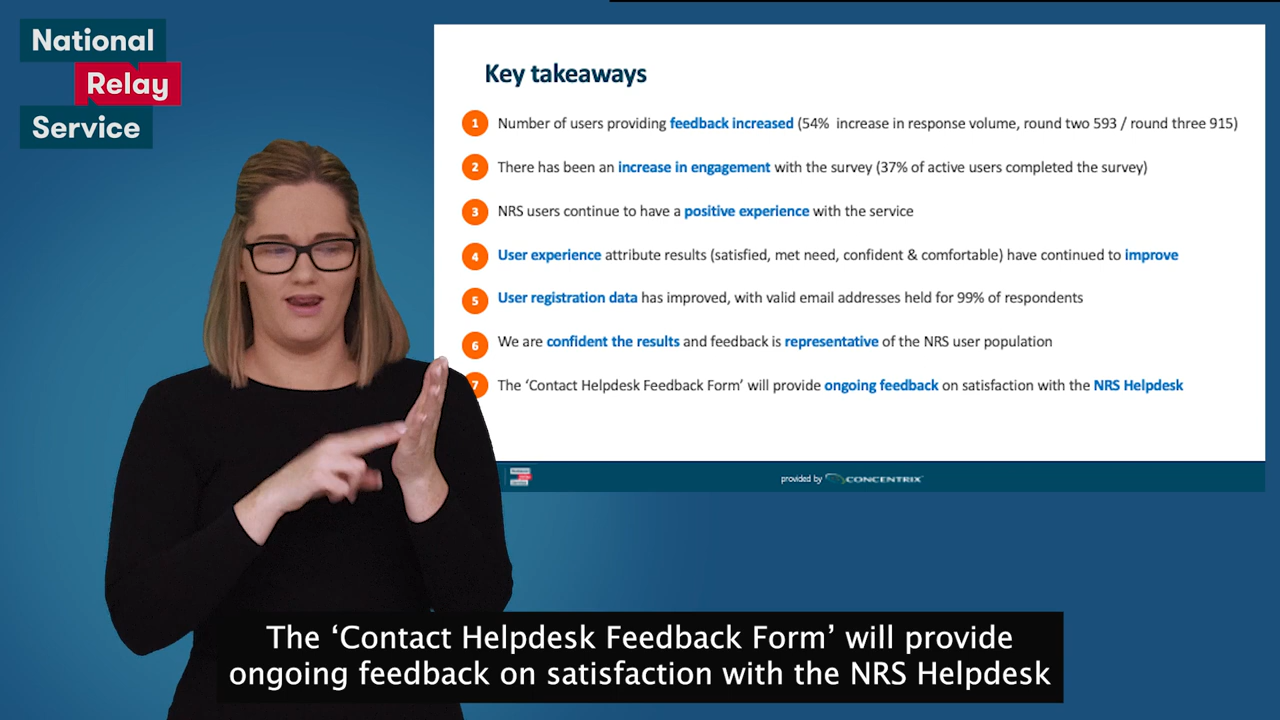 National
Relay
Service
Key takeaways
1 Number of users providing feedback increased (54% increase in response volume, round two 593 / round three 915)
2 There has been an increase in engagement with the survey (37% of active users completed the survey)
3 NRS users continue to have a positive experience with the service
4 User experience attribute results (satisfied, met need, confident & comfortable) have continued to improve
5 User registration data has improved, with valid email addresses held for 99% of respondents
6 We are confident the results and feedback is representative of the NRS user population
7 The ‘Contact Helpdesk Feedback Form’ will provide ongoing feedback on satisfaction with the NRS Helpdesk
provided by CONCENTRIX
The ‘Contact Helpdesk Feedback Form’ will provide
ongoing feedback on satisfaction with the NRS Helpdesk